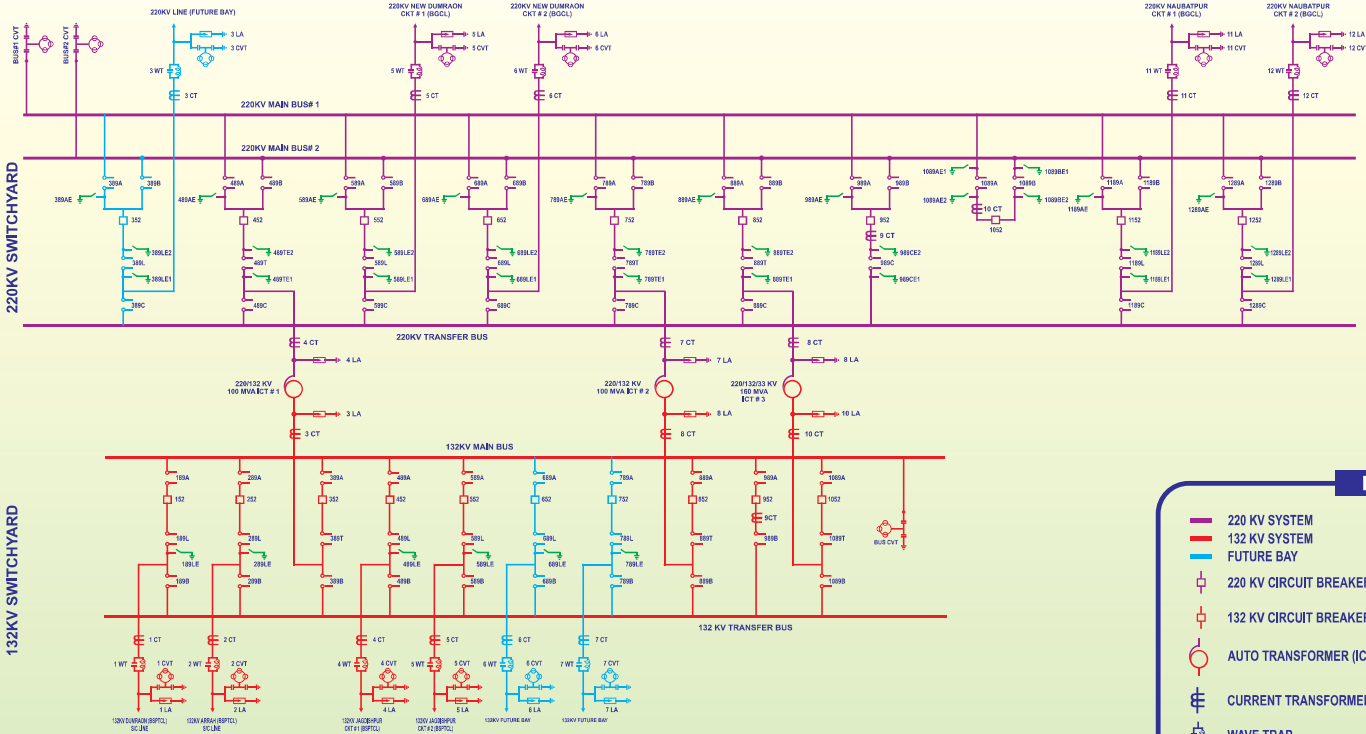 220KV LINE (FUTURE BAY)
220KV NEW DUMRAON
CKT # 1 (BGCL)
220KV NEW DUMRAON
CKT # 2 (BGCL)
220KV NAUBATPUR
CKT # 1 (BGCL)
220KV NAUBATPUR
CKT # 2 (BGCL)
BUS#1 CVT
BUS#2 CVT
3 LA
3 CVT
3 WT
3 CT
5 LA
5 CVT
5 WT
5 CT
6 LA
6 CVT
6 WT
6 CT
11 LA
11 CVT
11 WT
11 CT
12 LA
12 CVT
12 WT
12 CT
220KV MAIN BUS# 1
220KV MAIN BUS# 2
220KV SWITCHYARD
389A
389B
389AE
352
389LE2
389L
389LE1
389C
489A
489B
489AE
452
489TE2
489T
489TE1
489C
589A
589B
589AE
552
589LE2
589L
589LE1
589C
689A
689B
689AE
652
689LE2
689L
689LE1
689C
789A
789B
789AE
752
789TE2
789T
789TE1
789C
889A
889B
889AE
852
889TE2
889T
889TE1
889C
989A
989B
989AE
952
9 CT
989CE2
989C
989CE1
1089AE1
1089BE1
1089A
1089B
1089AE2
1089BE2
10 CT
1052
1189A
1189B
1189AE
1152
1189LE2
1189L
1189LE1
1189C
1289A
1289B
1289AE
1252
1289LE2
1289L
1289LE1
1289C
220KV TRANSFER BUS
4 CT
4 LA
220/132 KV
100 MVA ICT # 1
3 LA
3 CT
7 CT
7 LA
220/132 KV
100 MVA ICT # 2
8 LA
8 CT
8 CT
8 LA
220/132/33 KV
160 MVA
ICT # 3
10 LA
10 CT
132KV MAIN BUS
132KV SWITCHYARD
189A
152
189L
189LE
189B
289A
252
289L
289LE
289B
389A
352
389T
389B
489A
452
489L
489LE
489B
589A
552
589L
589LE
589B
689A
652
689L
689LE
689B
789A
752
789L
789LE
789B
889A
852
889T
889B
989A
952
9CT
989B
1089A
1052
1089T
1089B
BUS CVT
132 KV TRANSFER BUS
1 CT
1 WT
1 CVT
1 LA
2 CT
2 WT
2 CVT
2 LA
4 CT
4 WT
4 CVT
4 LA
5 CT
5 WT
5 CVT
5 LA
6 CT
6 WT
6 CVT
6 LA
7 CT
7 WT
7 CVT
7 LA
132KV DUMRAON (BSPTCL)
S/C LINE
132KV ARRAH (BSPTCL)
S/C LINE
132KV JAGDISHPUR
CKT #1 (BSPTCL)
132KV JAGDISHPUR
CKT # 2 (BSPTCL)
132KV FUTURE BAY
132KV FUTURE BAY
220 KV SYSTEM
132 KV SYSTEM
FUTURE BAY
220 KV CIRCUIT BREAKER
132 KV CIRCUIT BREAKER
AUTO TRANSFORMER (IC
CURRENT TRANSFORMER
WAVE TRAP